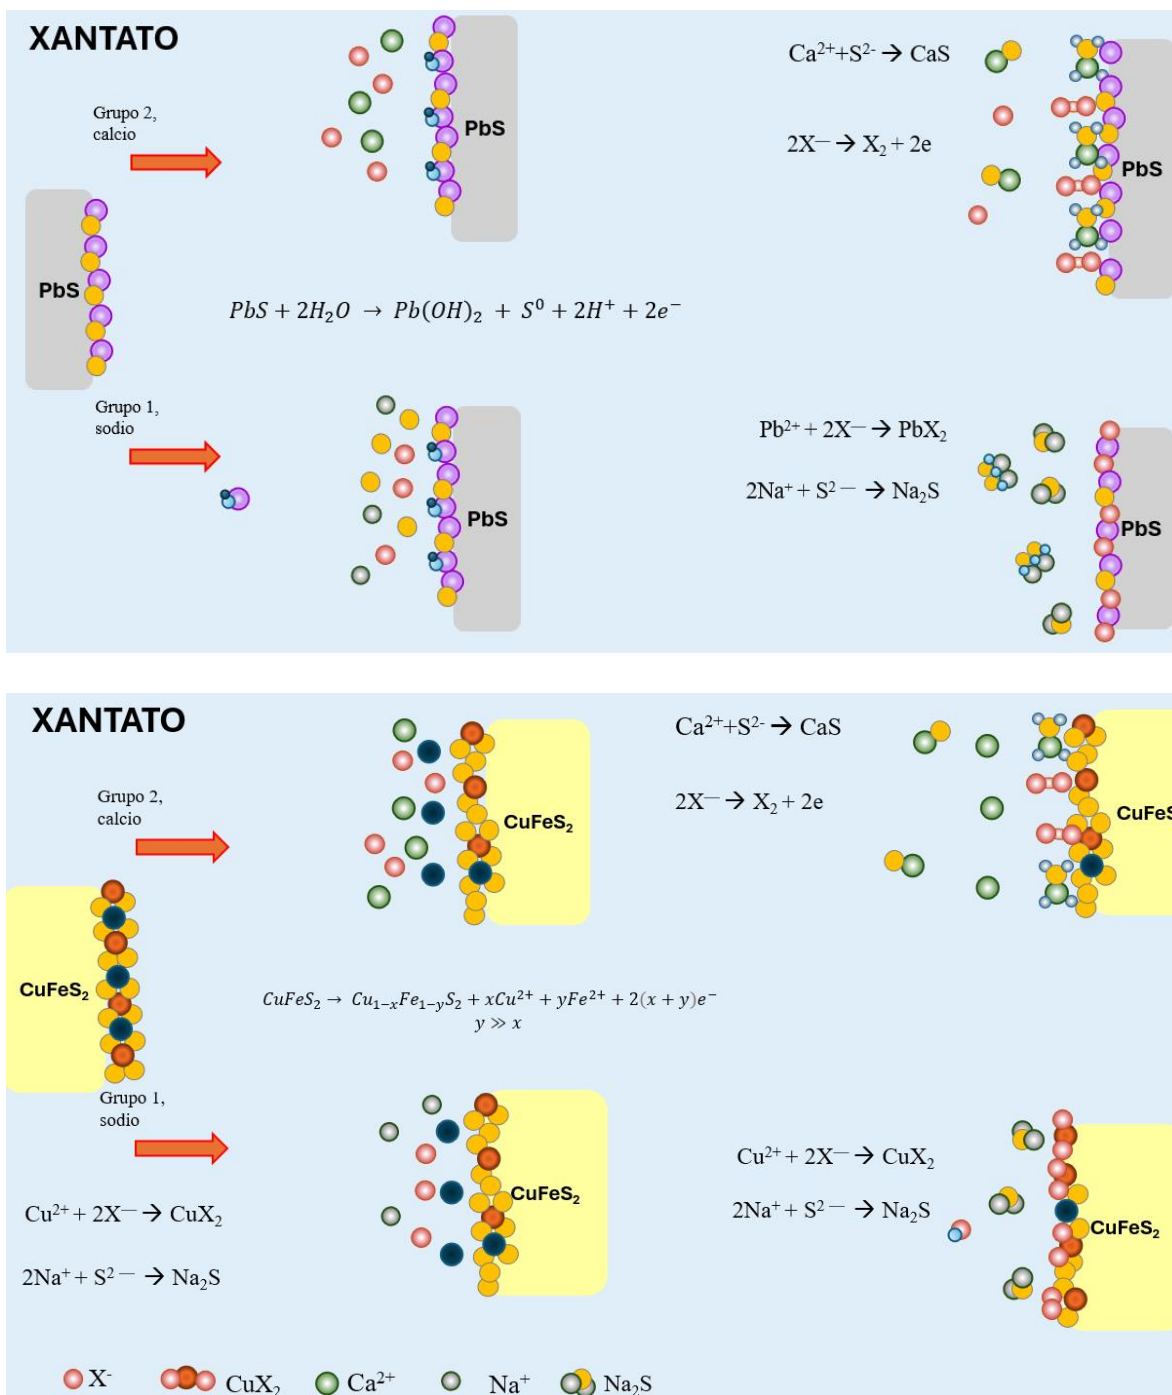 XANTATO
Grupo 2,
calcio
PbS
Ca²⁺+S²⁻ → CaS
2X⁻ → X₂ + 2e
PbS
PbS
PbS + 2H₂O → Pb(OH)₂ + S⁰ + 2H⁺ + 2e⁻
Grupo 1,
sodio
PbS
Pb²⁺ + 2X⁻ → PbX₂
2Na⁺ + S²⁻ → Na₂S
PbS
XANTATO
Grupo 2,
calcio
CuFeS₂
Ca²⁺+S²⁻ → CaS
2X⁻ → X₂ + 2e
CuFeS
CuFeS₂
CuFeS₂ → Cu₁₋ₓFe₁₋ᵧS₂ + xCu²⁺ + yFe²⁺ + 2(x + y)e⁻
y ≫ x
Grupo 1,
sodio
Cu²⁺ + 2X⁻ → CuX₂
2Na⁺ + S²⁻ → Na₂S
CuFeS₂
Cu²⁺ + 2X⁻ → CuX₂
2Na⁺ + S²⁻ → Na₂S
CuFeS₂
X⁻ CuX₂ Ca²⁺ Na⁺ Na₂S